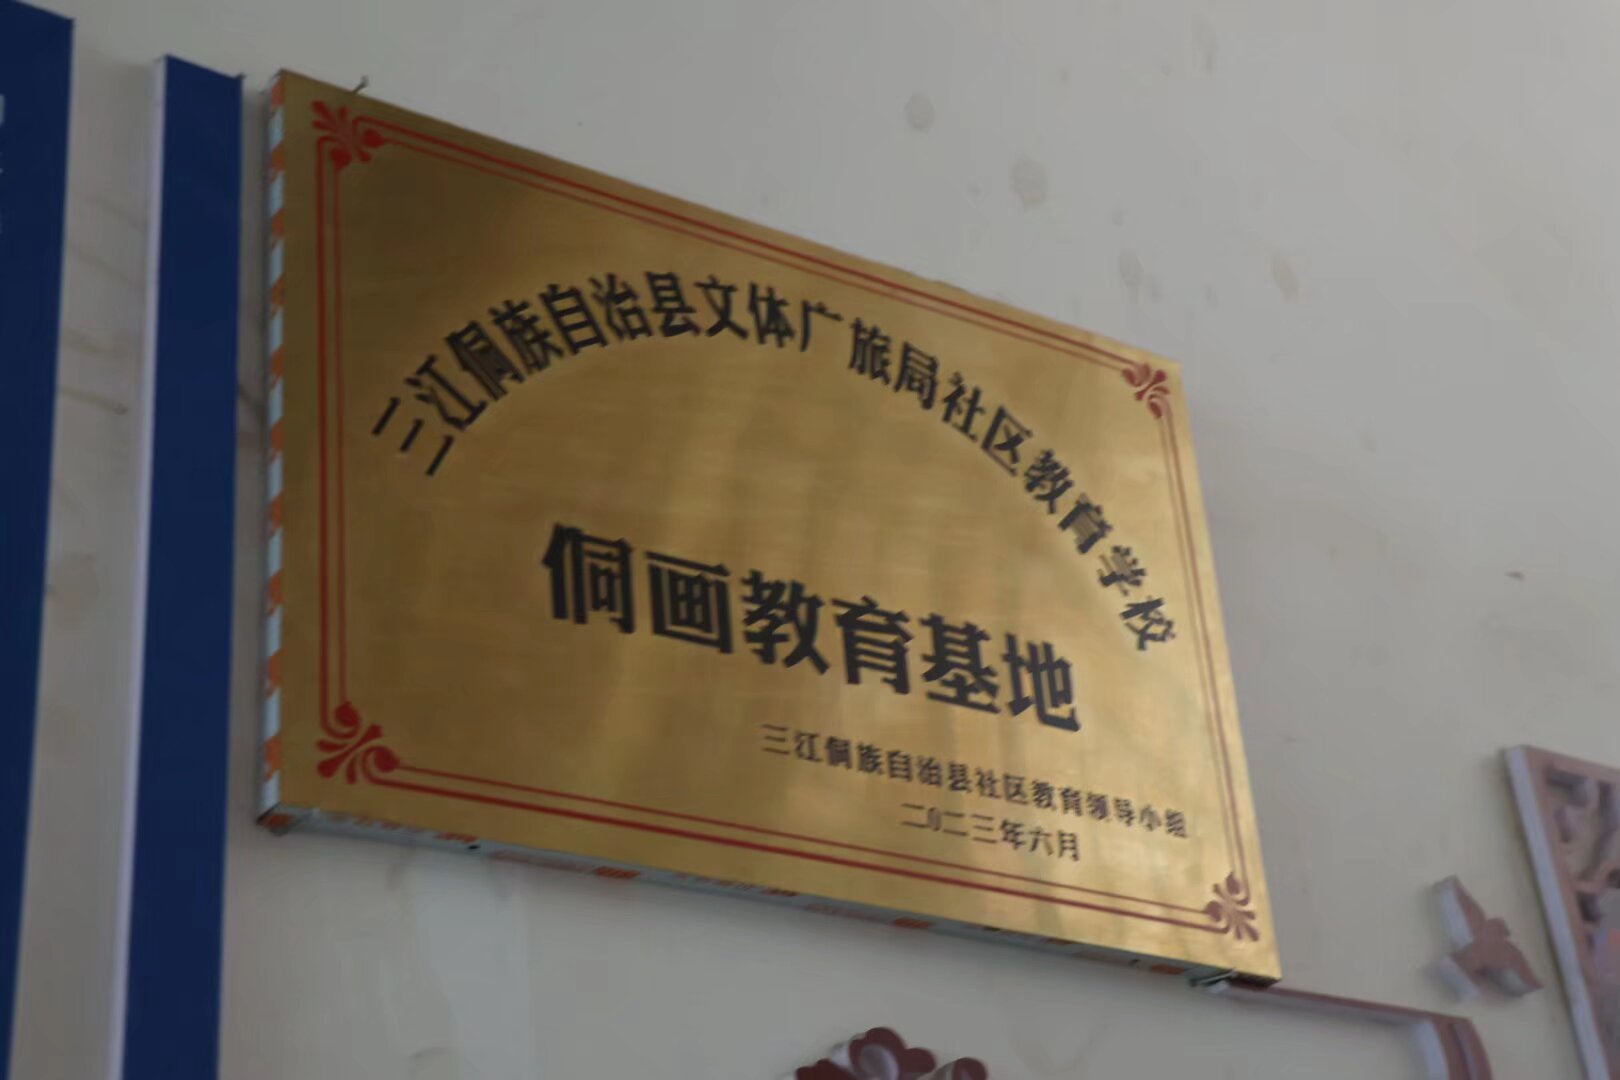 三江侗族自治县文体广旅局社区教育学校
侗画教育基地
三江侗族自治县社区教育领导小组
二0二三年六月